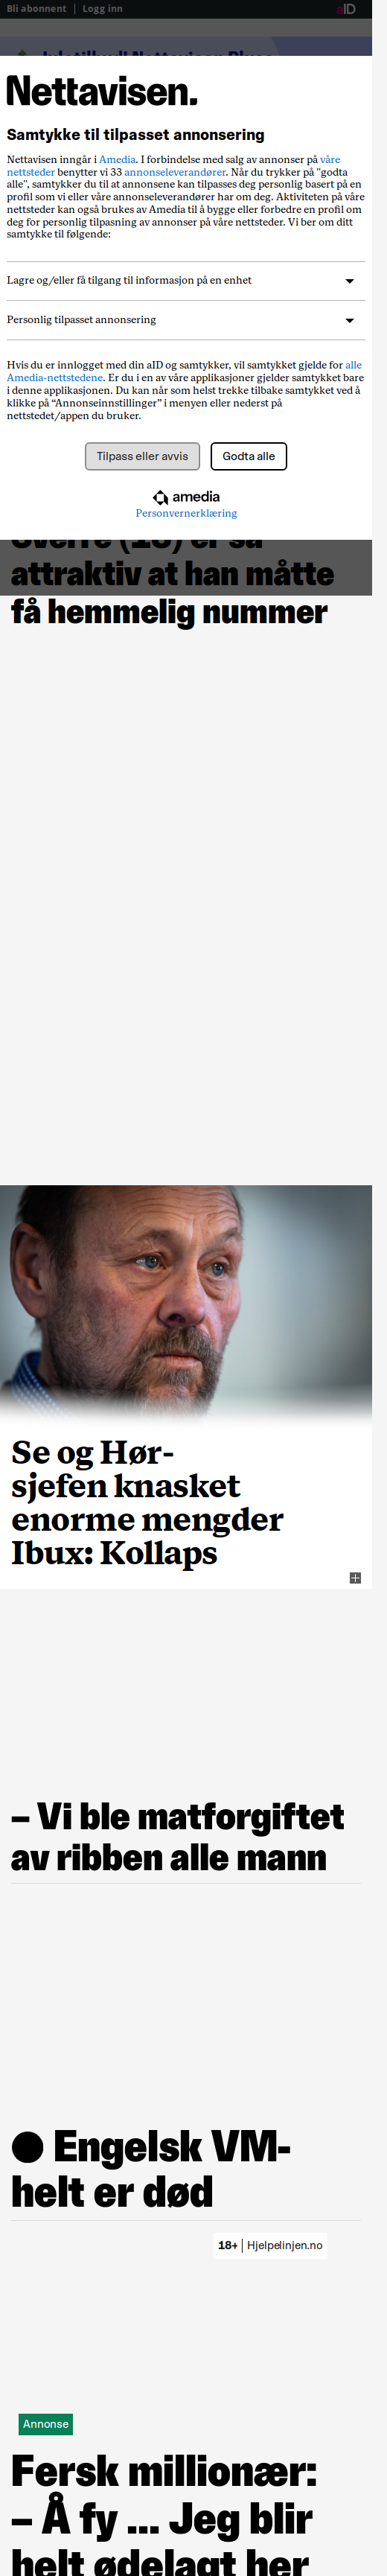 Bli abonnent | Logg inn
aID
Nettavisen.
Samtykke til tilpasset annonsering
Nettavisen inngår i Amedia. I forbindelse med salg av annonser på våre
nettsteder benytter vi 33 annonseleverandører. Når du trykker på "godta
alle", samtykker du til at annonsene kan tilpasses deg personlig basert på en
profil som vi eller våre annonseleverandører har om deg. Aktiviteten på våre
nettsteder kan også brukes av Amedia til å bygge eller forbedre en profil om
deg for personlig tilpasning av annonser på våre nettsteder. Vi ber om ditt
samtykke til følgende:
Lagre og/eller få tilgang til informasjon på en enhet
Personlig tilpasset annonsering
Hvis du er innlogget med din aID og samtykker, vil samtykket gjelde for alle
Amedia-nettstedene. Er du i en av våre applikasjoner gjelder samtykket bare
i denne applikasjonen. Du kan når som helst trekke tilbake samtykket ved å
klikke på “Annonseinnstillinger” i menyen eller nederst på
nettstedet/appen du bruker.
Tilpass eller avvis
Godta alle
amedia
Personvernerklæring
Sverre (18) er så
attraktiv at han måtte
få hemmelig nummer
Se og Hør-
sjefen knasket
enorme mengder
Ibux: Kollaps
– Vi ble matforgiftet
av ribben alle mann
● Engelsk VM-
helt er død
18+ | Hjelpelinjen.no
Annonse
Fersk millionær:
– Å fy ... Jeg blir
helt ødelagt her